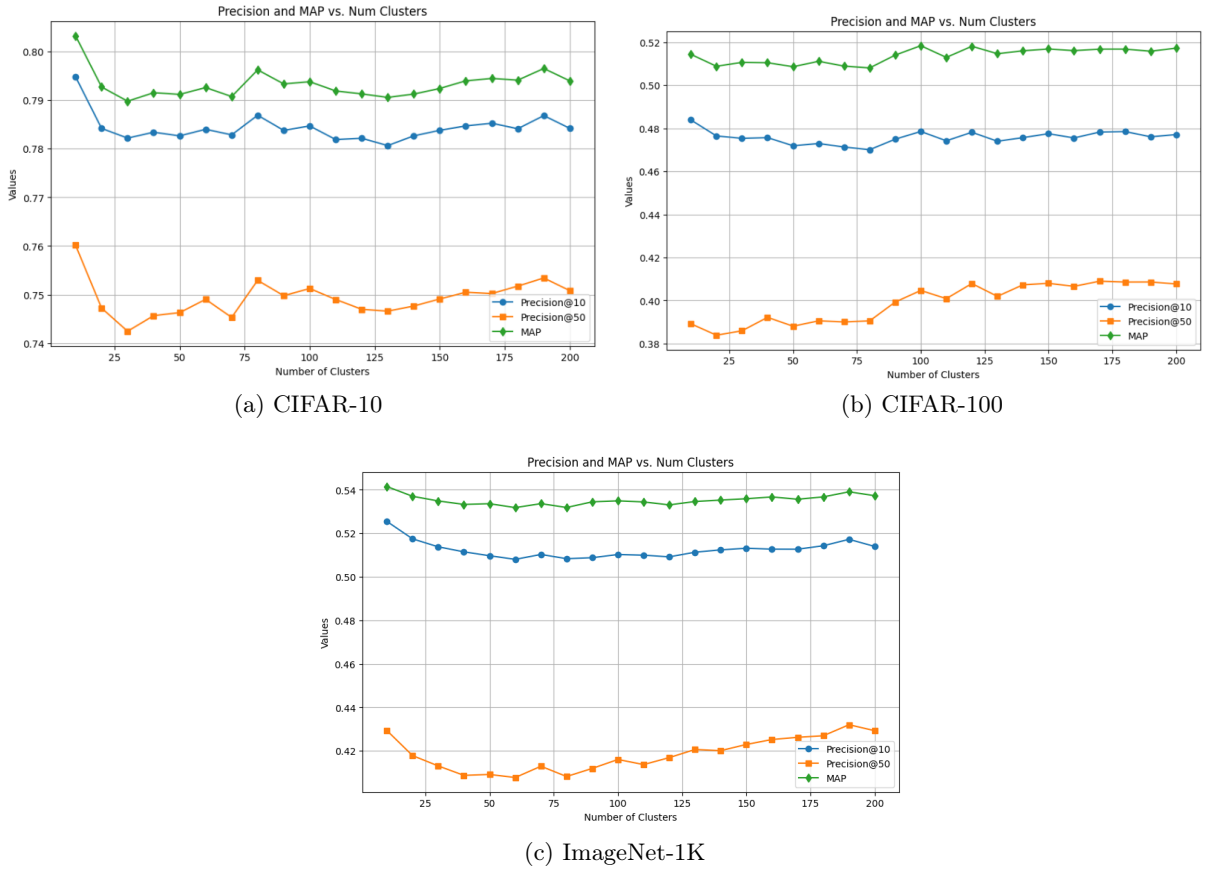 Precision and MAP vs. Num Clusters
0.80
0.79
0.78
0.77
0.76
0.75
0.74
Values
25 50 75 100 125 150 175 200
Number of Clusters
Precision@10
Precision@50
MAP
(a) CIFAR-10
Precision and MAP vs. Num Clusters
0.52
0.50
0.48
0.46
0.44
0.42
0.40
0.38
Values
25 50 75 100 125 150 175 200
Number of Clusters
Precision@10
Precision@50
MAP
(b) CIFAR-100
Precision and MAP vs. Num Clusters
0.54
0.52
0.50
0.48
0.46
0.44
0.42
Values
25 50 75 100 125 150 175 200
Number of Clusters
Precision@10
Precision@50
MAP
(c) ImageNet-1K